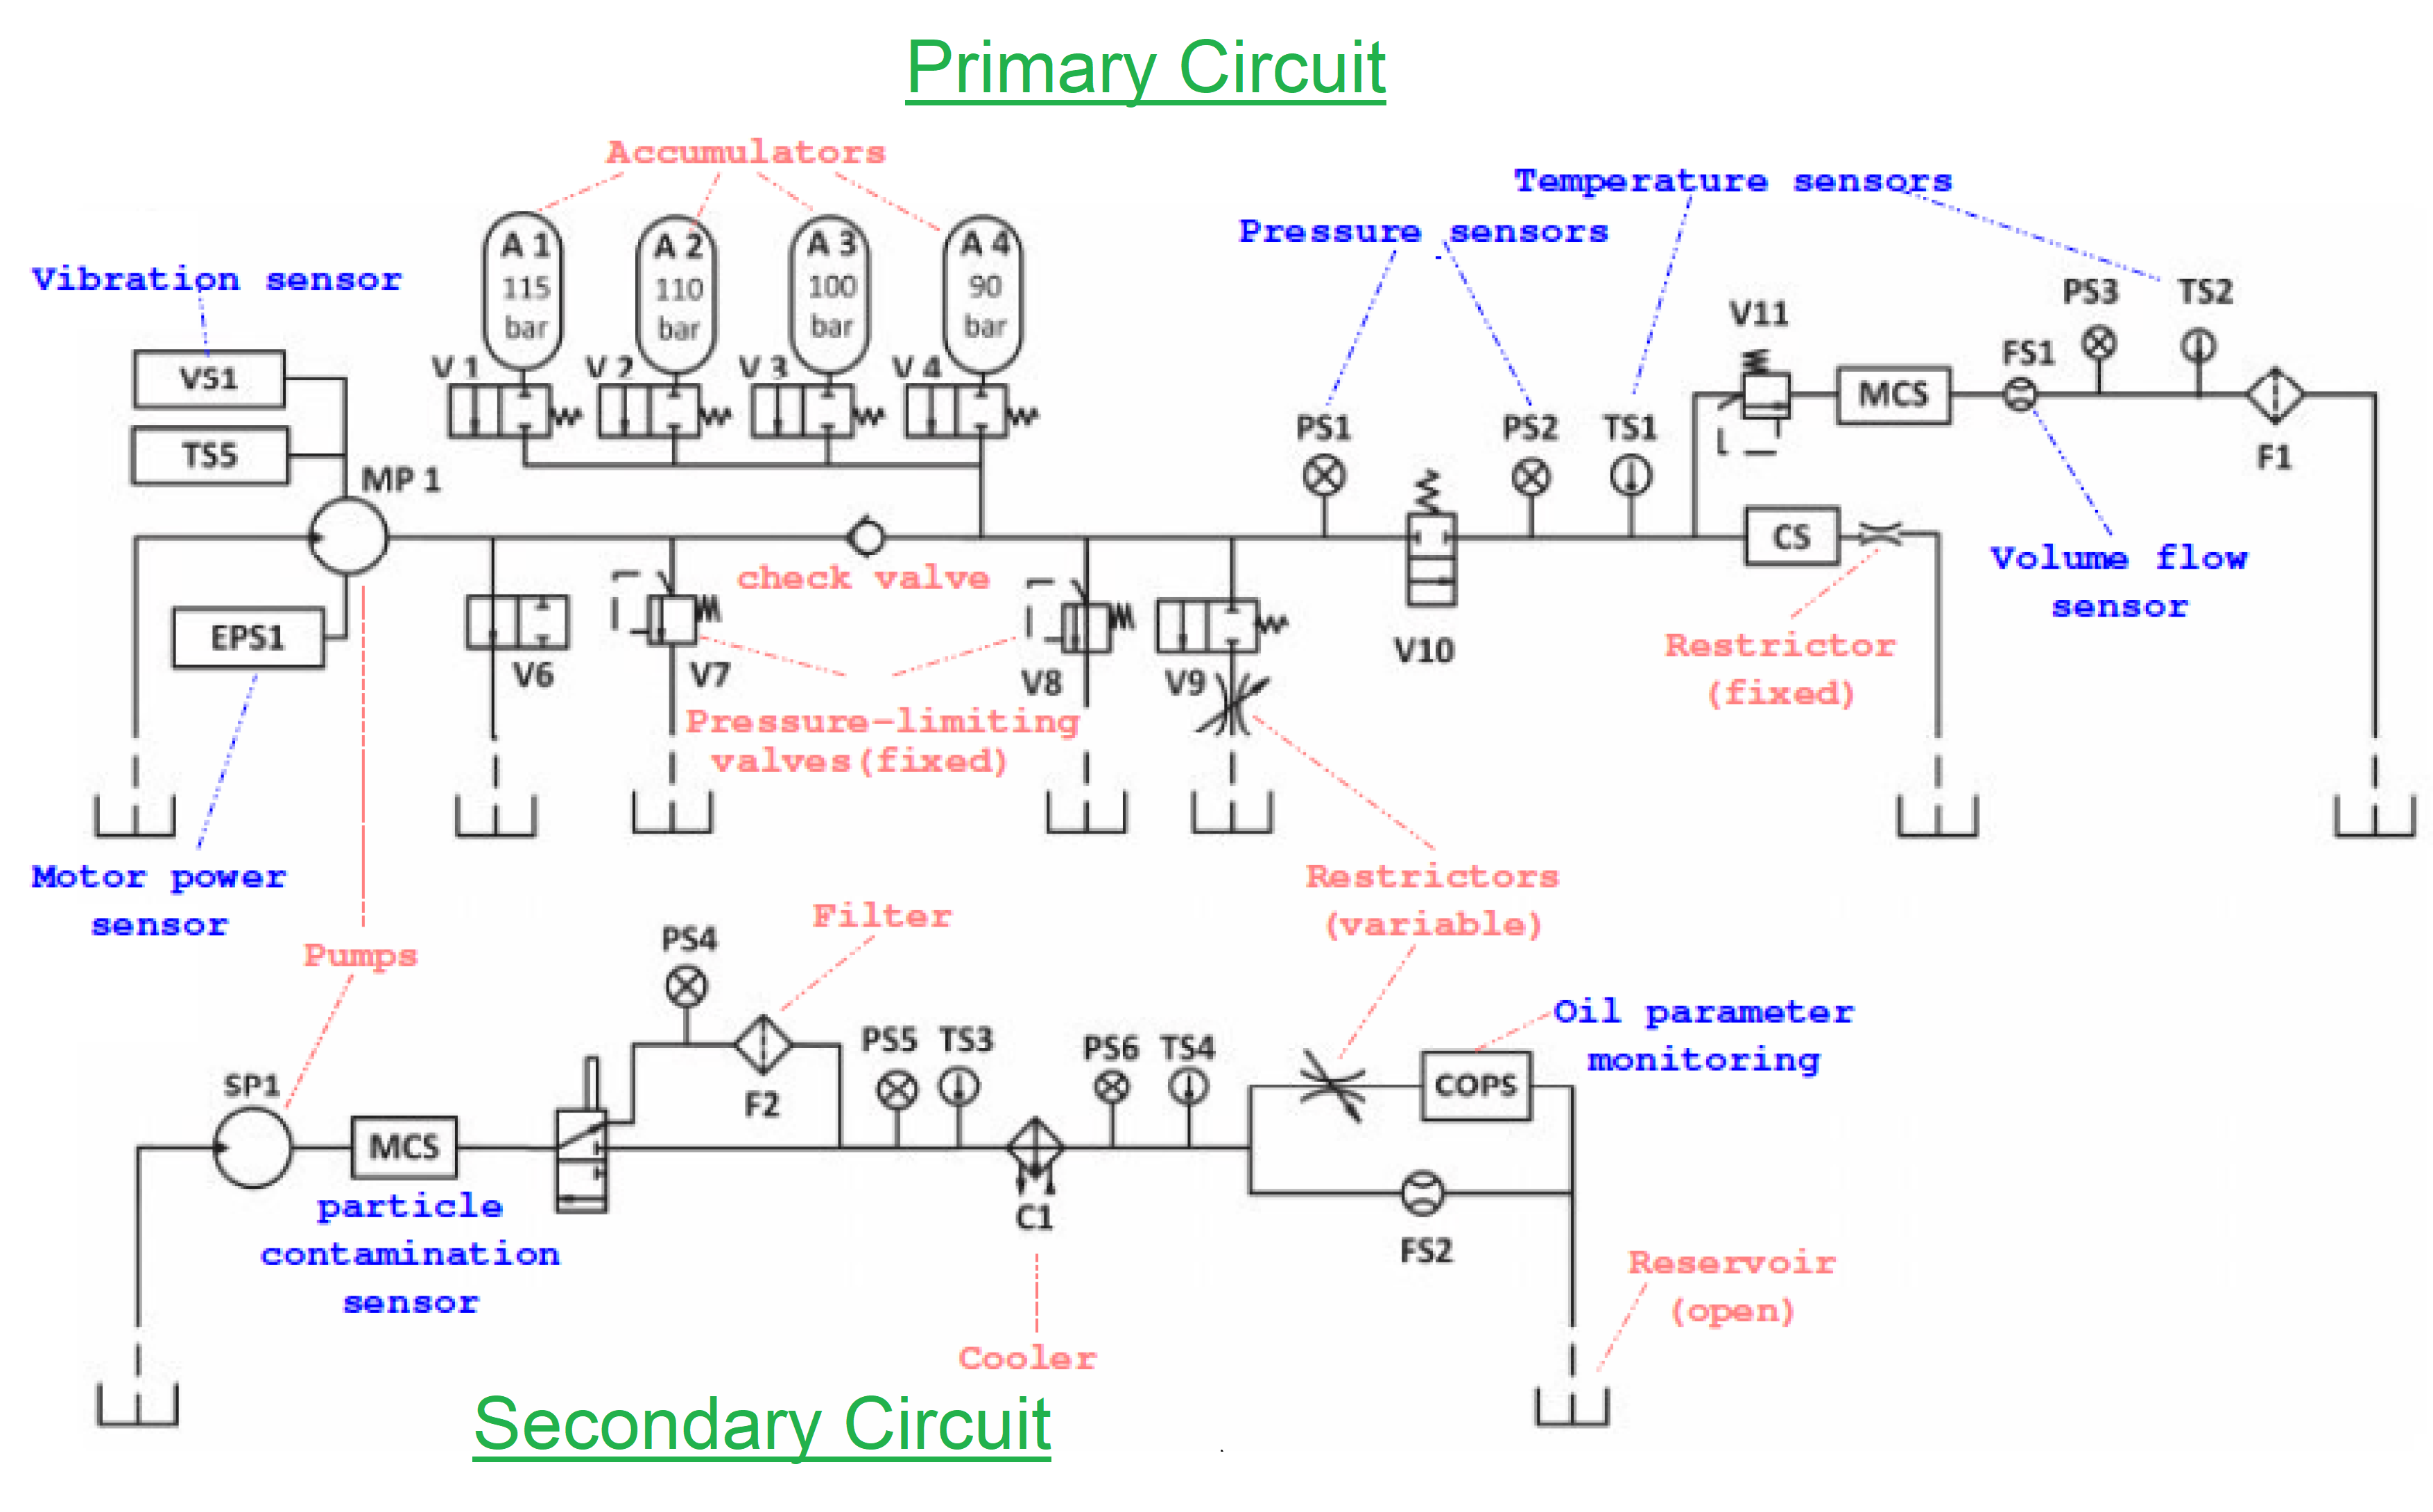 Primary Circuit
Accumulators
Temperature sensors
Pressure sensors
Vibration sensor
A 1
115
bar
A 2
110
bar
A 3
100
bar
A 4
90
bar
V 1
V 2
V 3
V 4
VS1
TS5
MP 1
EPS1
PS1
PS2
TS1
V11
MCS
FS1
PS3
TS2
F1
CS
check valve
V6
V7
V8
V9
V10
Pressure-limiting
valves(fixed)
Restrictor
(fixed)
Volume flow
sensor
Motor power
sensor
Pumps
Filter
Restrictors
(variable)
PS4
F2
PS5
TS3
PS6
TS4
Oil parameter
monitoring
COPS
SP1
MCS
particle
contamination
sensor
C1
FS2
Cooler
Reservoir
(open)
Secondary Circuit